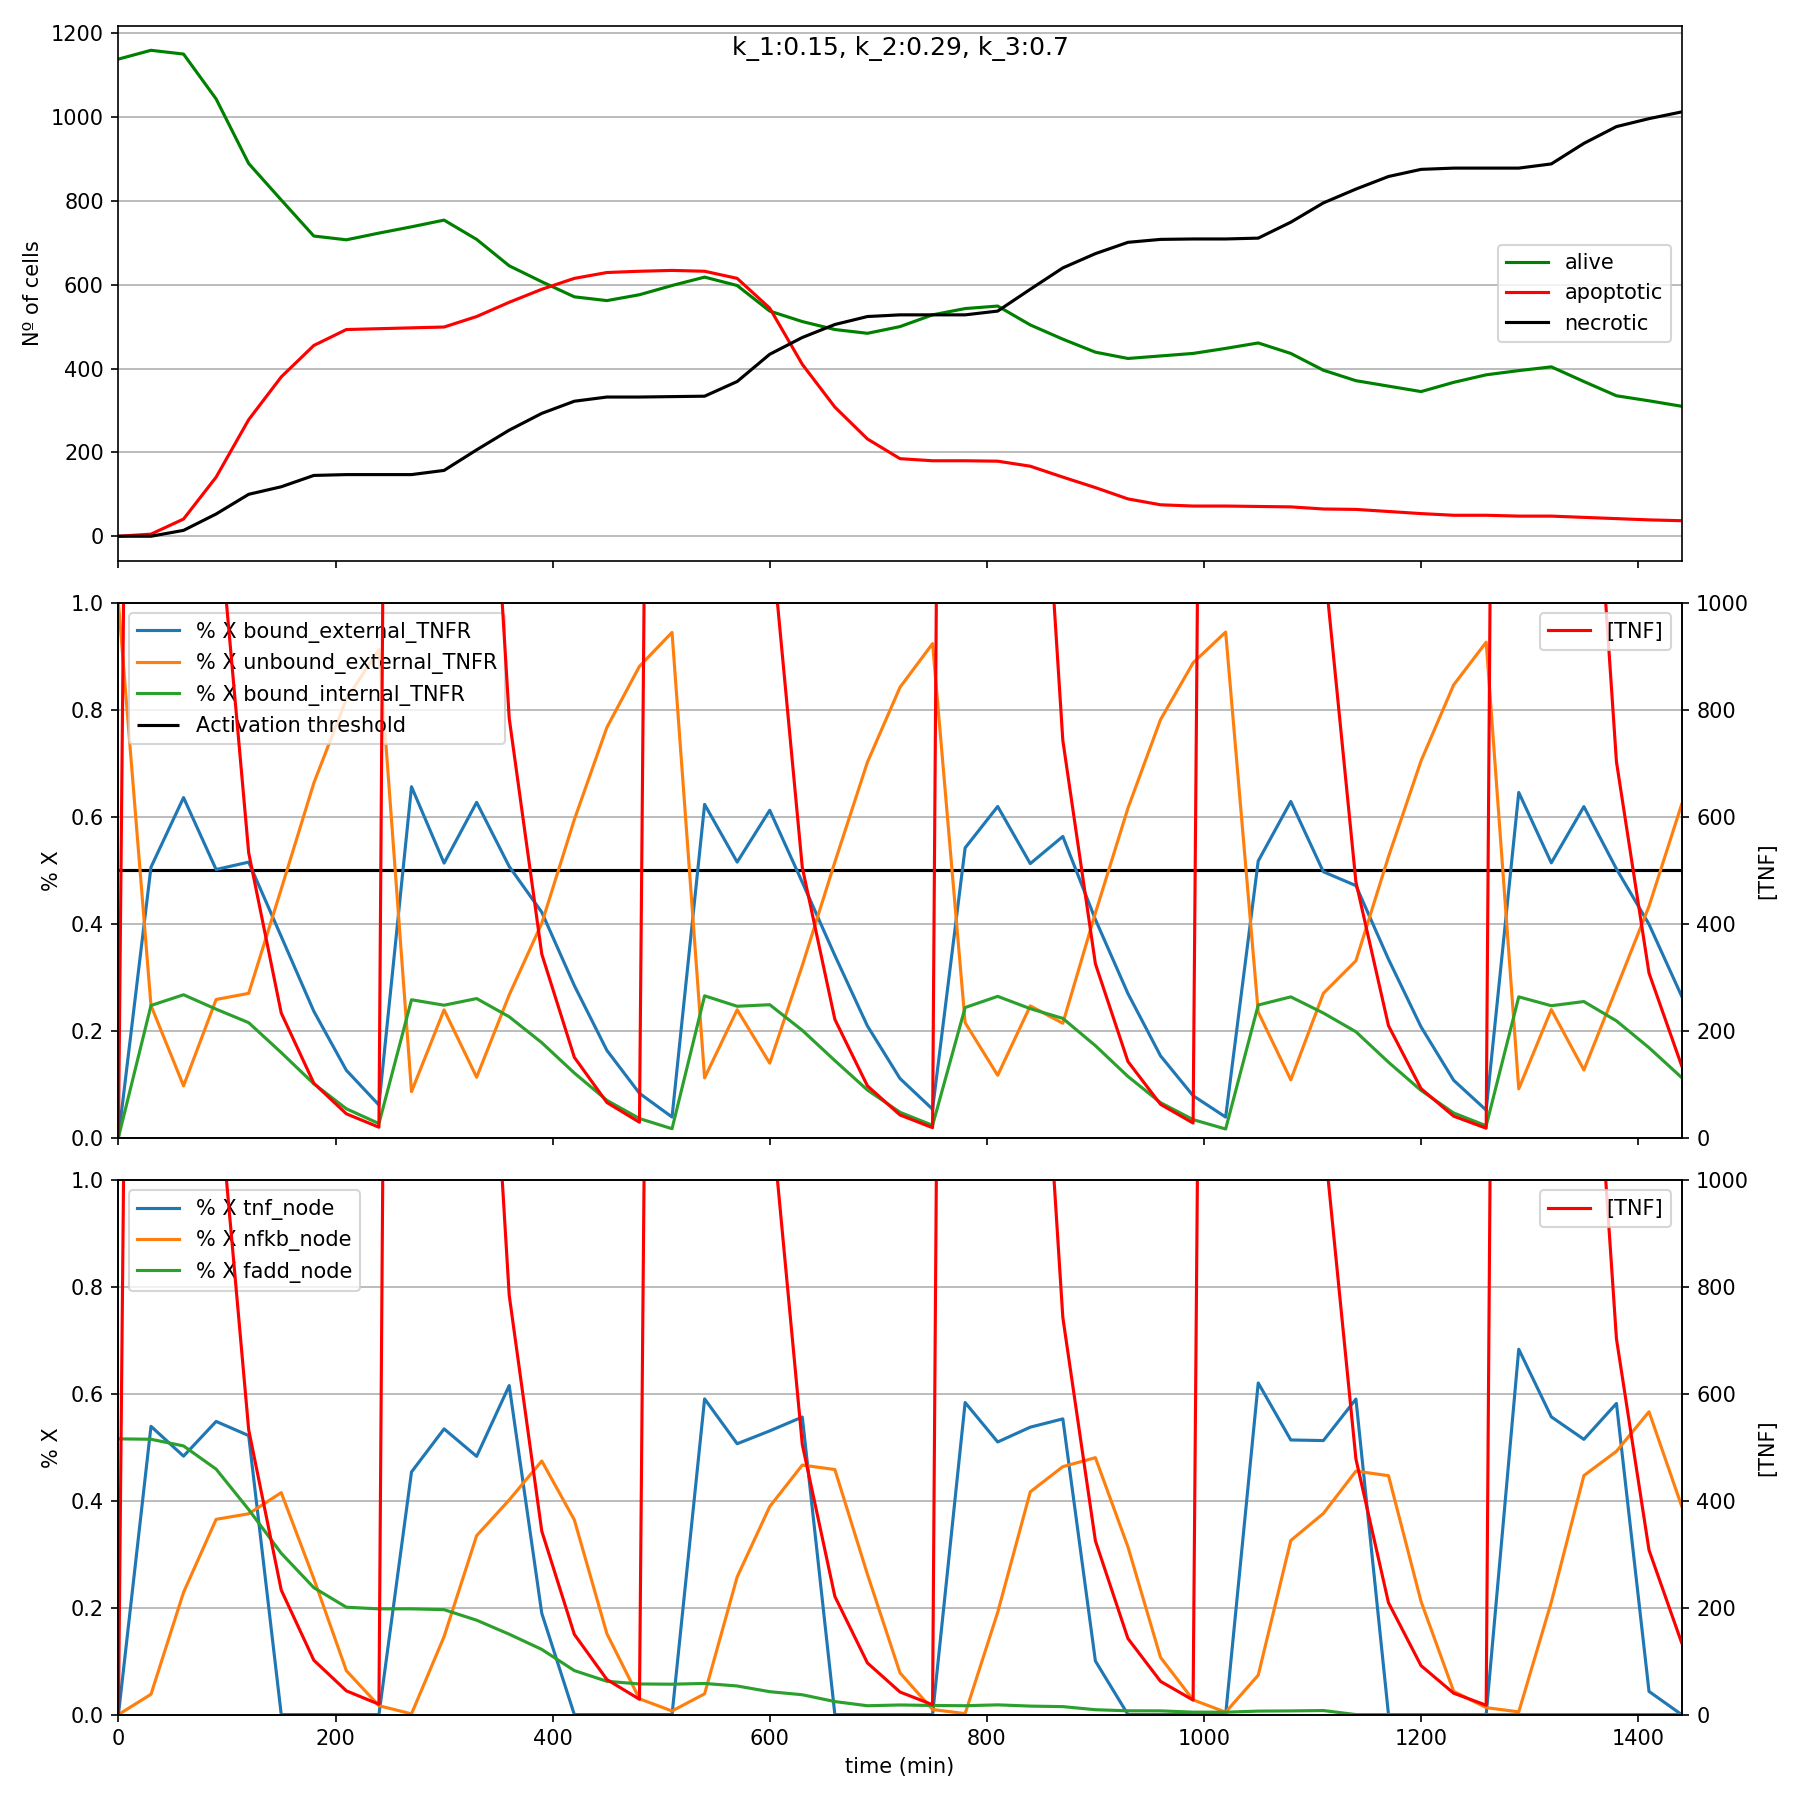 k_1:0.15, k_2:0.29, k_3:0.7
1200
1000
800
600
400
200
0
Nº of cells
alive
apoptotic
necrotic
1.0
0.8
0.6
0.4
0.2
0.0
% X
% X bound_external_TNFR
% X unbound_external_TNFR
% X bound_internal_TNFR
Activation threshold
[TNF]
1000
800
600
400
200
0
[TNF]
1.0
0.8
0.6
0.4
0.2
0.0
% X
% X tnf_node
% X nfkb_node
% X fadd_node
[TNF]
1000
800
600
400
200
0
[TNF]
0 200 400 600 800 1000 1200 1400
time (min)